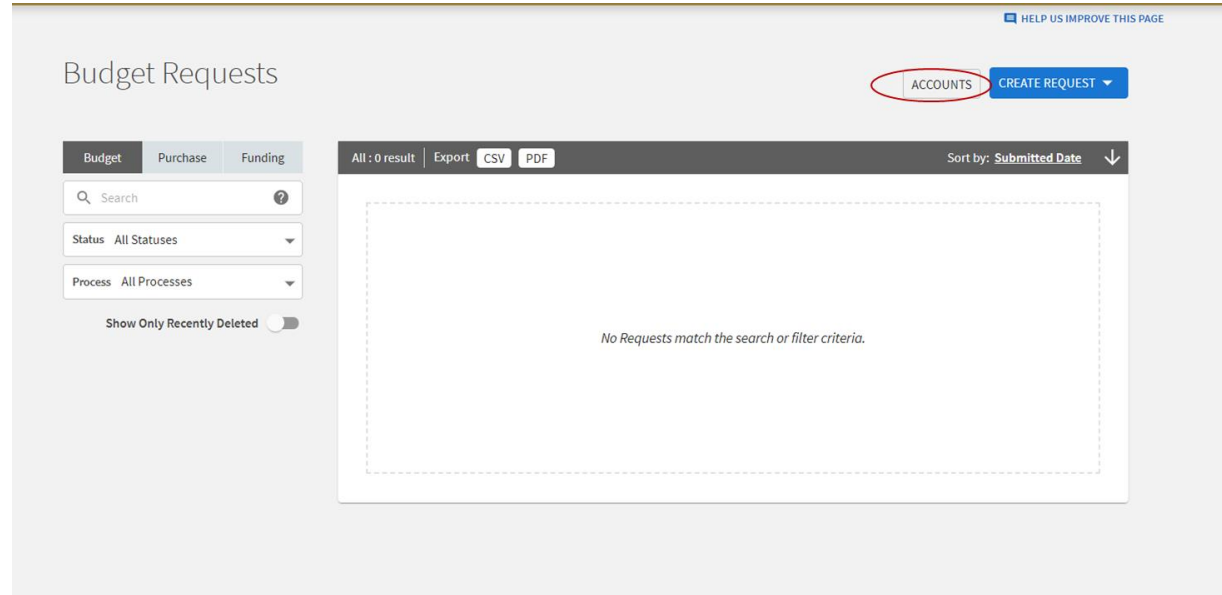 HELP US IMPROVE THIS PAGE
Budget Requests
ACCOUNTS
CREATE REQUEST
Budget Purchase Funding
Search
Status All Statuses
Process All Processes
Show Only Recently Deleted
All : 0 result Export CSV PDF Sort by: Submitted Date
No Requests match the search or filter criteria.